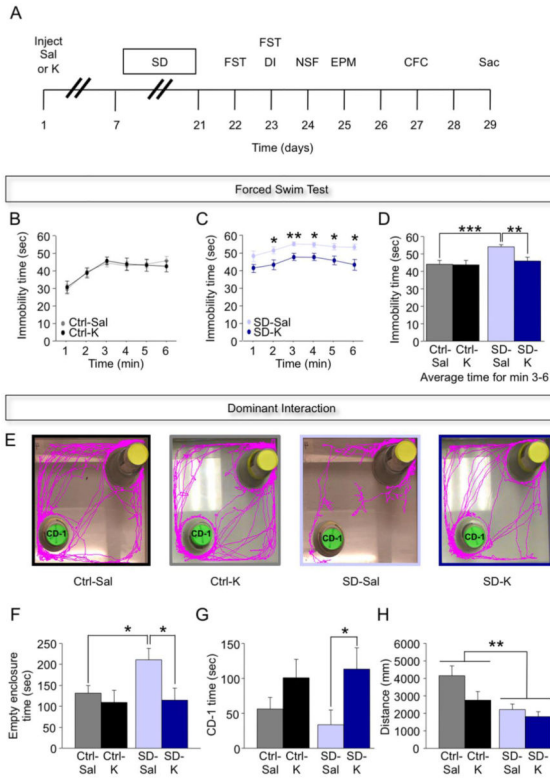 A
Inject
Sal
or K
SD
FST
FST
DI
NSF
EPM
CFC
Sac
1
7
21
22
23
24
25
26
27
28
29
Time (days)
Forced Swim Test
B
Immobility time (sec)
60
50
40
30
20
10
0
Ctrl-Sal
Ctrl-K
1 2 3 4 5 6
Time (min)
C
Immobility time (sec)
60
50
40
30
20
10
0
* ** * * *
SD-Sal
SD-K
1 2 3 4 5 6
Time (min)
D
Immobility time (sec)
60
50
40
30
20
10
0
*** **
Ctrl-
Sal
Ctrl-
K
SD-
Sal
SD-
K
Average time for min 3-6
Dominant Interaction
E
CD-1
CD-1
CD-1
CD-1
Ctrl-Sal
Ctrl-K
SD-Sal
SD-K
F
Empty enclosure
time (sec)
250
200
150
100
50
0
* *
Ctrl-
Sal
Ctrl-
K
SD-
Sal
SD-
K
G
CD-1 time (sec)
150
100
50
0
*
Ctrl-
Sal
Ctrl-
K
SD-
Sal
SD-
K
H
Distance (mm)
6000
5000
4000
3000
2000
1000
0
**
Ctrl-
Sal
Ctrl-
K
SD-
Sal
SD-
K